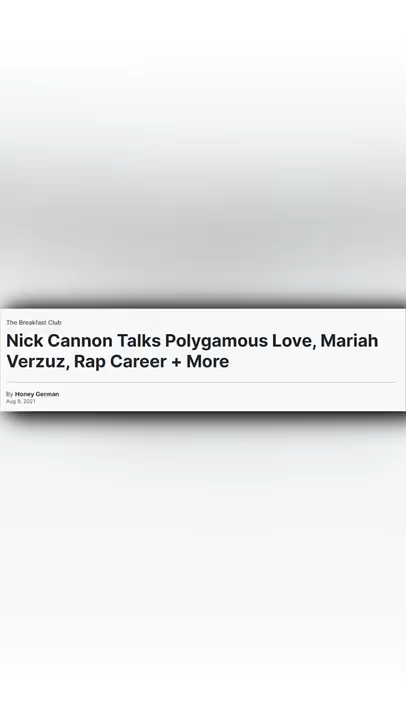 The Breakfast Club
Nick Cannon Talks Polygamous Love, Mariah
Verzuz, Rap Career + More
By Honey German
Aug 9, 2021